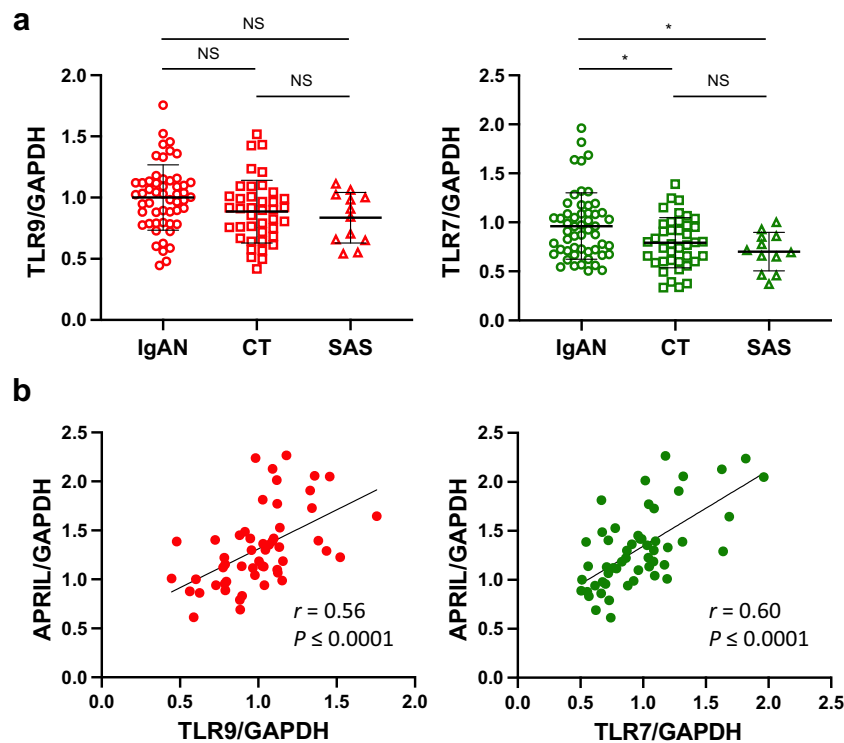 a
NS
NS
NS
TLR9/GAPDH
2.0
1.5
1.0
0.5
0.0
IgAN CT SAS
*
*
NS
TLR7/GAPDH
2.5
2.0
1.5
1.0
0.5
0.0
IgAN CT SAS
b
APRIL/GAPDH
2.5
2.0
1.5
1.0
0.5
0.0
r = 0.56
P ≤ 0.0001
0.0 0.5 1.0 1.5 2.0
TLR9/GAPDH
APRIL/GAPDH
2.5
2.0
1.5
1.0
0.5
0.0
r = 0.60
P ≤ 0.0001
0.0 0.5 1.0 1.5 2.0 2.5
TLR7/GAPDH